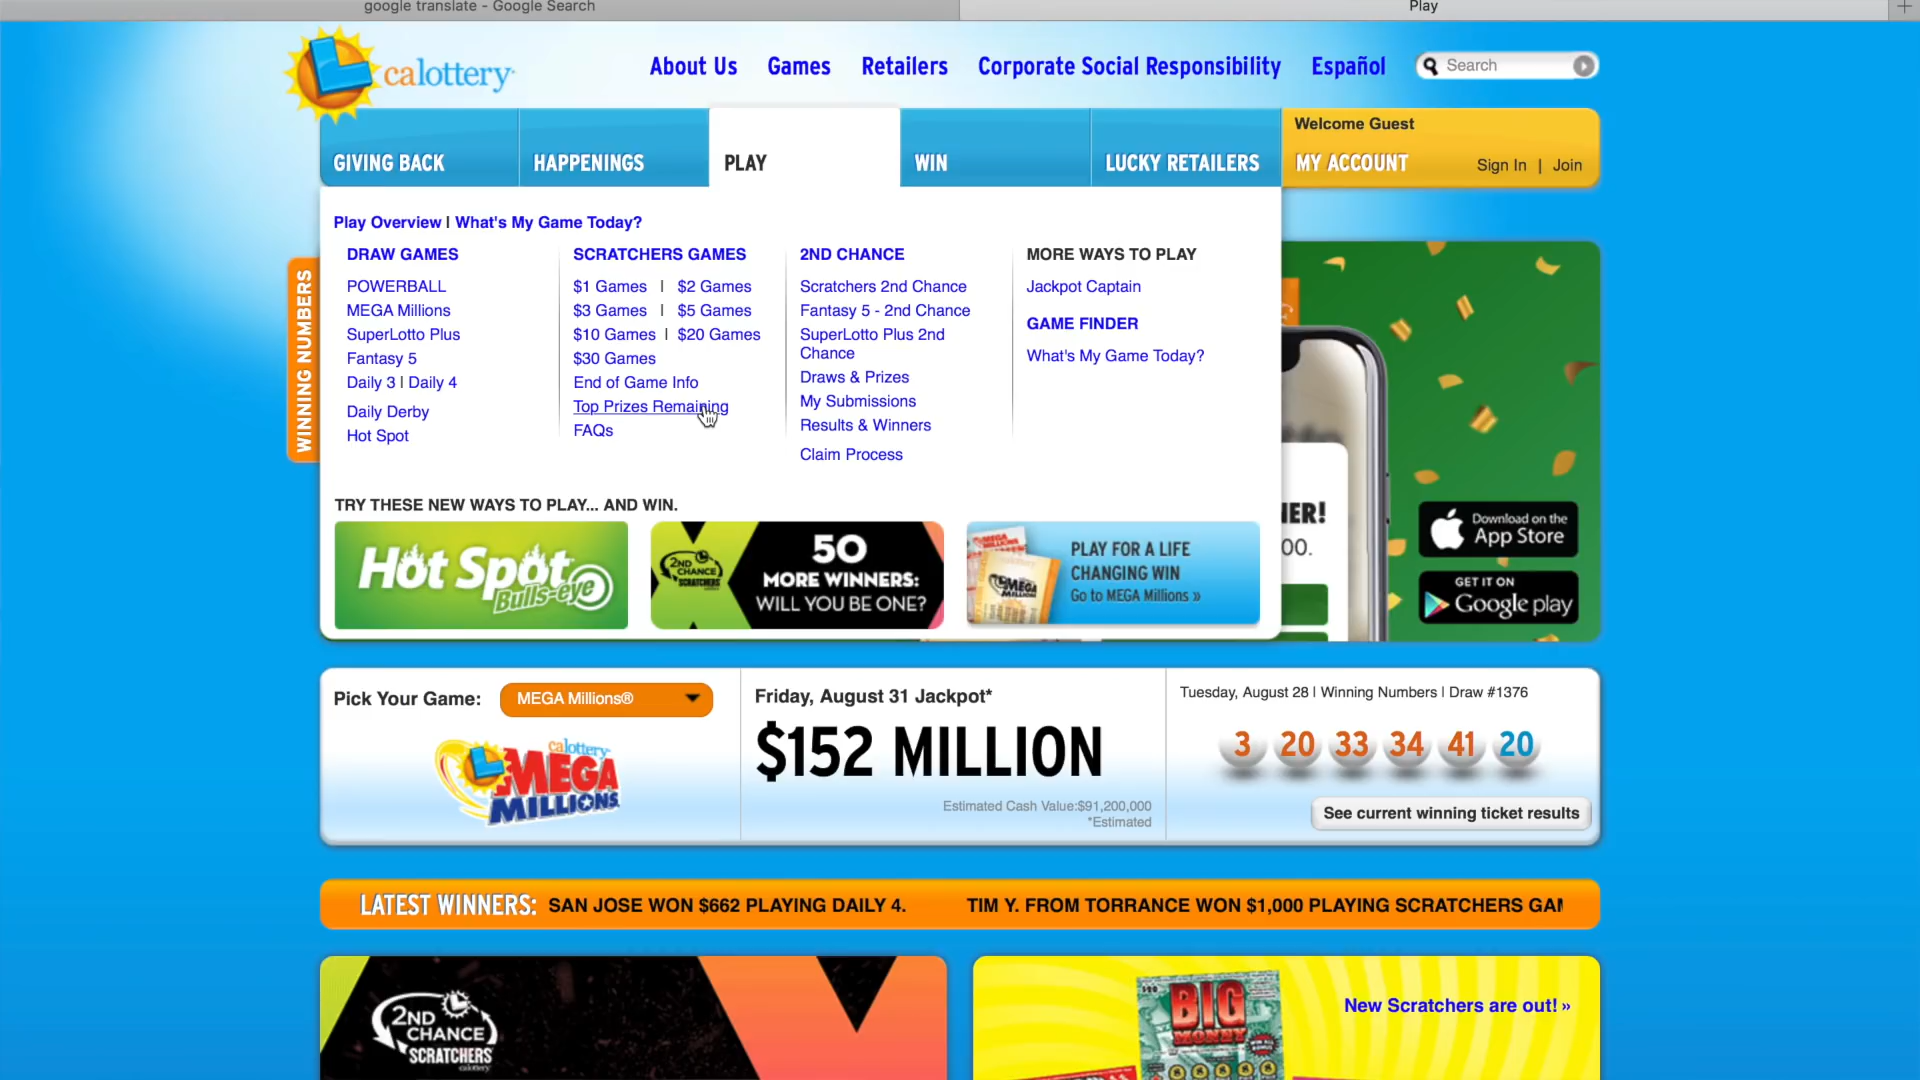 google translate - Google Search
Play
calottery
About Us
Games
Retailers
Corporate Social Responsibility
Español
Search
GIVING BACK
HAPPENINGS
PLAY
WIN
LUCKY RETAILERS
Welcome Guest
MY ACCOUNT
Sign In | Join
WINNING NUMBERS
Play Overview | What's My Game Today?
DRAW GAMES
POWERBALL
MEGA Millions
SuperLotto Plus
Fantasy 5
Daily 3 | Daily 4
Daily Derby
Hot Spot
SCRATCHERS GAMES
$1 Games | $2 Games
$3 Games | $5 Games
$10 Games | $20 Games
$30 Games
End of Game Info
Top Prizes Remaining
FAQs
2ND CHANCE
Scratchers 2nd Chance
Fantasy 5 - 2nd Chance
SuperLotto Plus 2nd
Chance
Draws & Prizes
My Submissions
Results & Winners
Claim Process
MORE WAYS TO PLAY
Jackpot Captain
GAME FINDER
What's My Game Today?
TRY THESE NEW WAYS TO PLAY... AND WIN.
Hot Spot
Bulls-eye
2ND
CHANCE
SCRATCHERS
50
MORE WINNERS:
WILL YOU BE ONE?
MEGA
MILLION
PLAY FOR A LIFE
CHANGING WIN
Go to MEGA Millions »
NER!
00.
Download on the
App Store
GET IT ON
Google play
Pick Your Game:
MEGA Millions®
calottery
MEGA
MILLIONS
Friday, August 31 Jackpot*
$152 MILLION
Estimated Cash Value:$91,200,000
*Estimated
Tuesday, August 28 | Winning Numbers | Draw #1376
3 20 33 34 41 20
See current winning ticket results
LATEST WINNERS:
SAN JOSE WON $662 PLAYING DAILY 4.
TIM Y. FROM TORRANCE WON $1,000 PLAYING SCRATCHERS GA
2ND
CHANCE
SCRATCHERS
calottery
$20
BIG
MONEY
New Scratchers are out! »